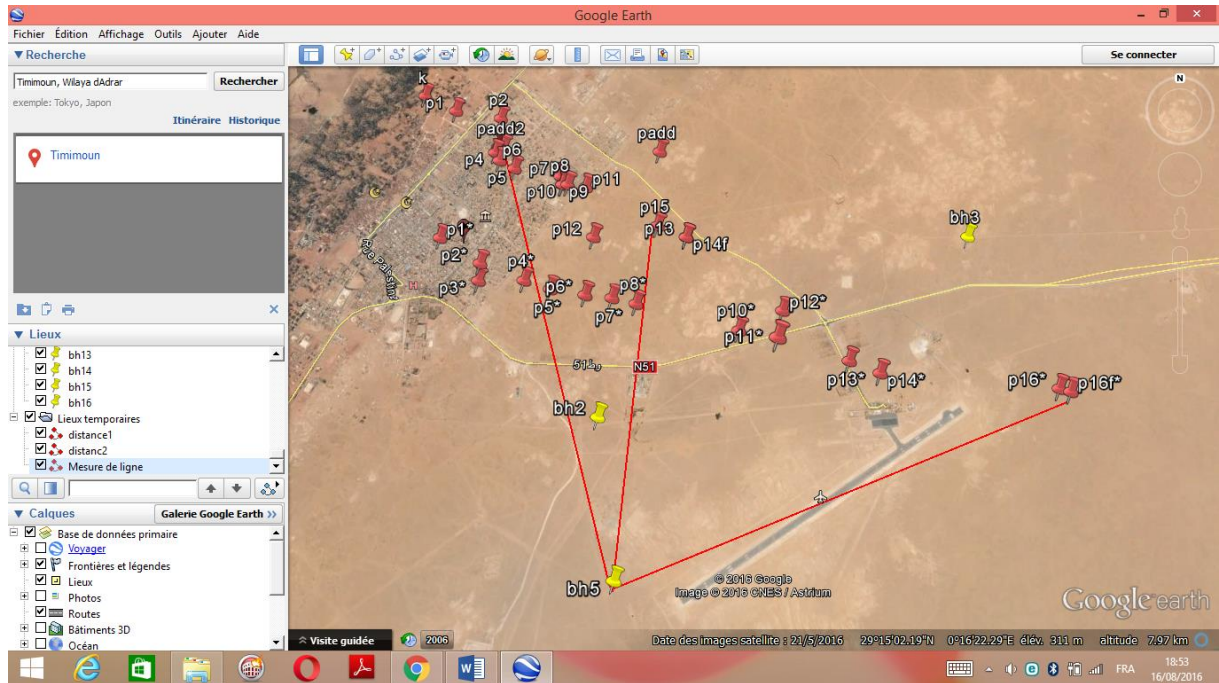 Google Earth
Fichier Édition Affichage Outils Ajouter Aide
▼ Recherche
Timimoun, Wilaya dAdrar Rechercher
exemple: Tokyo, Japon
Itinéraire Historique
Timimoun
▼ Lieux
bh13
bh14
bh15
bh16
Lieux temporaires
distance1
distanc2
Mesure de ligne
▼ Calques Galerie Google Earth >>
Base de données primaire
Voyager
Frontières et légendes
Lieux
Photos
Routes
Bâtiments 3D
Océan
Se connecter
N
k
p1 p2
padd2 padd
p4 p6
p5 p7 p8
p10 p9 p11
p15
p12 p13 p14f
bh3
p1*
p2* p4*
p3* p6* p8*
p5* p7*
p10* p12*
p11*
Rue Palestine
H
N51
p13* p14* p16* p16f*
bh2
bh5
© 2016 Google
Image © 2016 CNES / Astrium
Google earth
Visite guidée 2006 Date des images satellite : 21/5/2016 29°15'02.19"N 0°16'22.29"E élév. 311 m altitude 7.97 km
FRA
18:53
16/08/2016